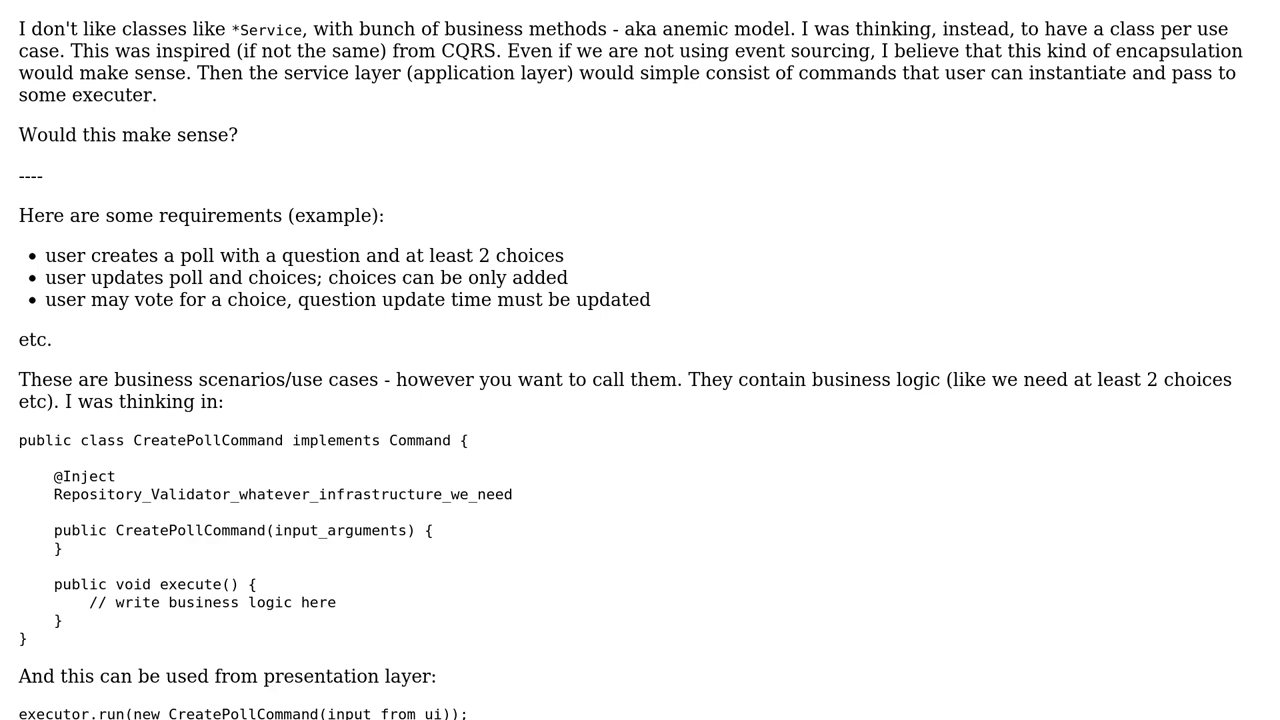 I don't like classes like *Service, with bunch of business methods - aka anemic model. I was thinking, instead, to have a class per use
case. This was inspired (if not the same) from CQRS. Even if we are not using event sourcing, I believe that this kind of encapsulation
would make sense. Then the service layer (application layer) would simple consist of commands that user can instantiate and pass to
some executer.
Would this make sense?
----
Here are some requirements (example):
• user creates a poll with a question and at least 2 choices
• user updates poll and choices; choices can be only added
• user may vote for a choice, question update time must be updated
etc.
These are business scenarios/use cases - however you want to call them. They contain business logic (like we need at least 2 choices
etc). I was thinking in:
public class CreatePollCommand implements Command {
    @Inject
    Repository_Validator_whatever_infrastructure_we_need
    public CreatePollCommand(input_arguments) {
    }
    public void execute() {
        // write business logic here
    }
}
And this can be used from presentation layer:
executor.run(new CreatePollCommand(input_from_ui));